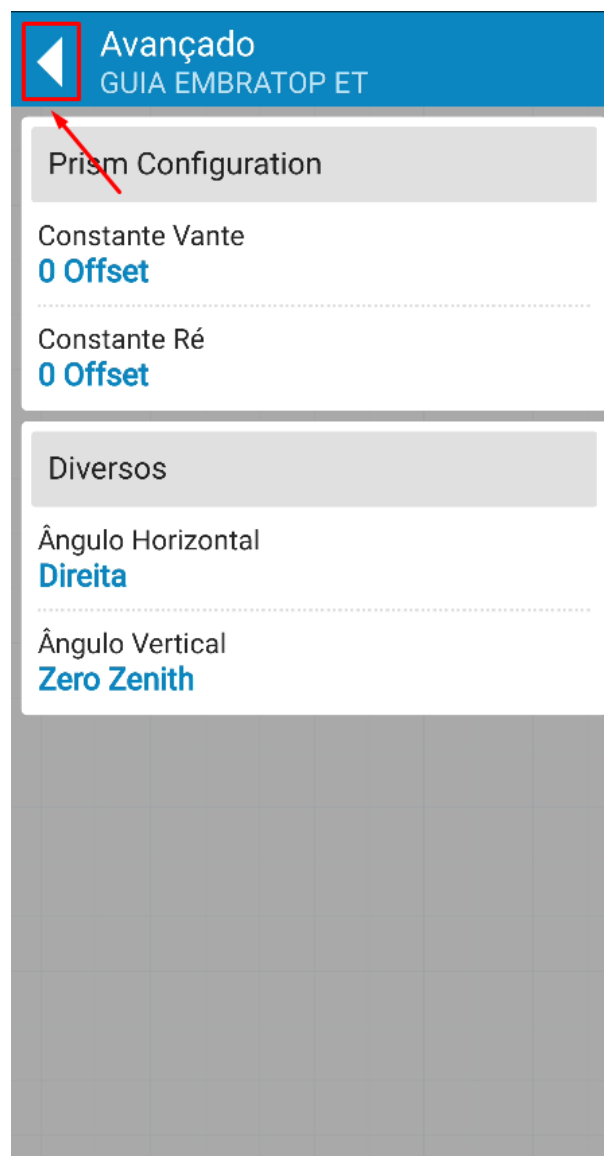 Avançado
GUIA EMBRATOP ET
Prism Configuration
Constante Vante
0 Offset
Constante Ré
0 Offset
Diversos
Ângulo Horizontal
Direita
Ângulo Vertical
Zero Zenith